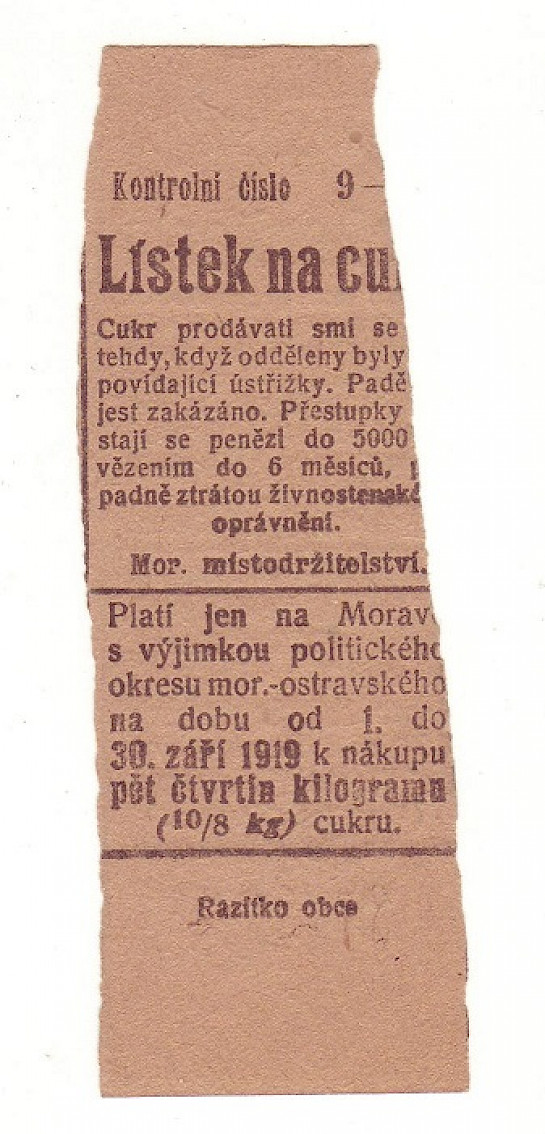 Kontrolní číslo 9 –
Lístek na cu
Cukr prodávati smí se
tehdy, když odděleny byly
povídající ústřižky. Padě
jest zakázáno. Přestupky
stají se penězi do 5000
vězením do 6 měsíců,
padně ztrátou živnostenské
oprávnění.
Mor. místodržitelství.
Platí jen na Morav
s výjimkou politického
okresu mor.-ostravského
na dobu od 1. do
30. září 1919 k nákupu
pět čtvrtin kilogramu
(10/8 kg) cukru.
Razítko obce